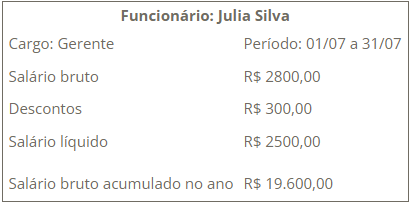 Funcionário: Julia Silva
Cargo: Gerente Período: 01/07 a 31/07
Salário bruto R$ 2800,00
Descontos R$ 300,00
Salário líquido R$ 2500,00
Salário bruto acumulado no ano R$ 19.600,00